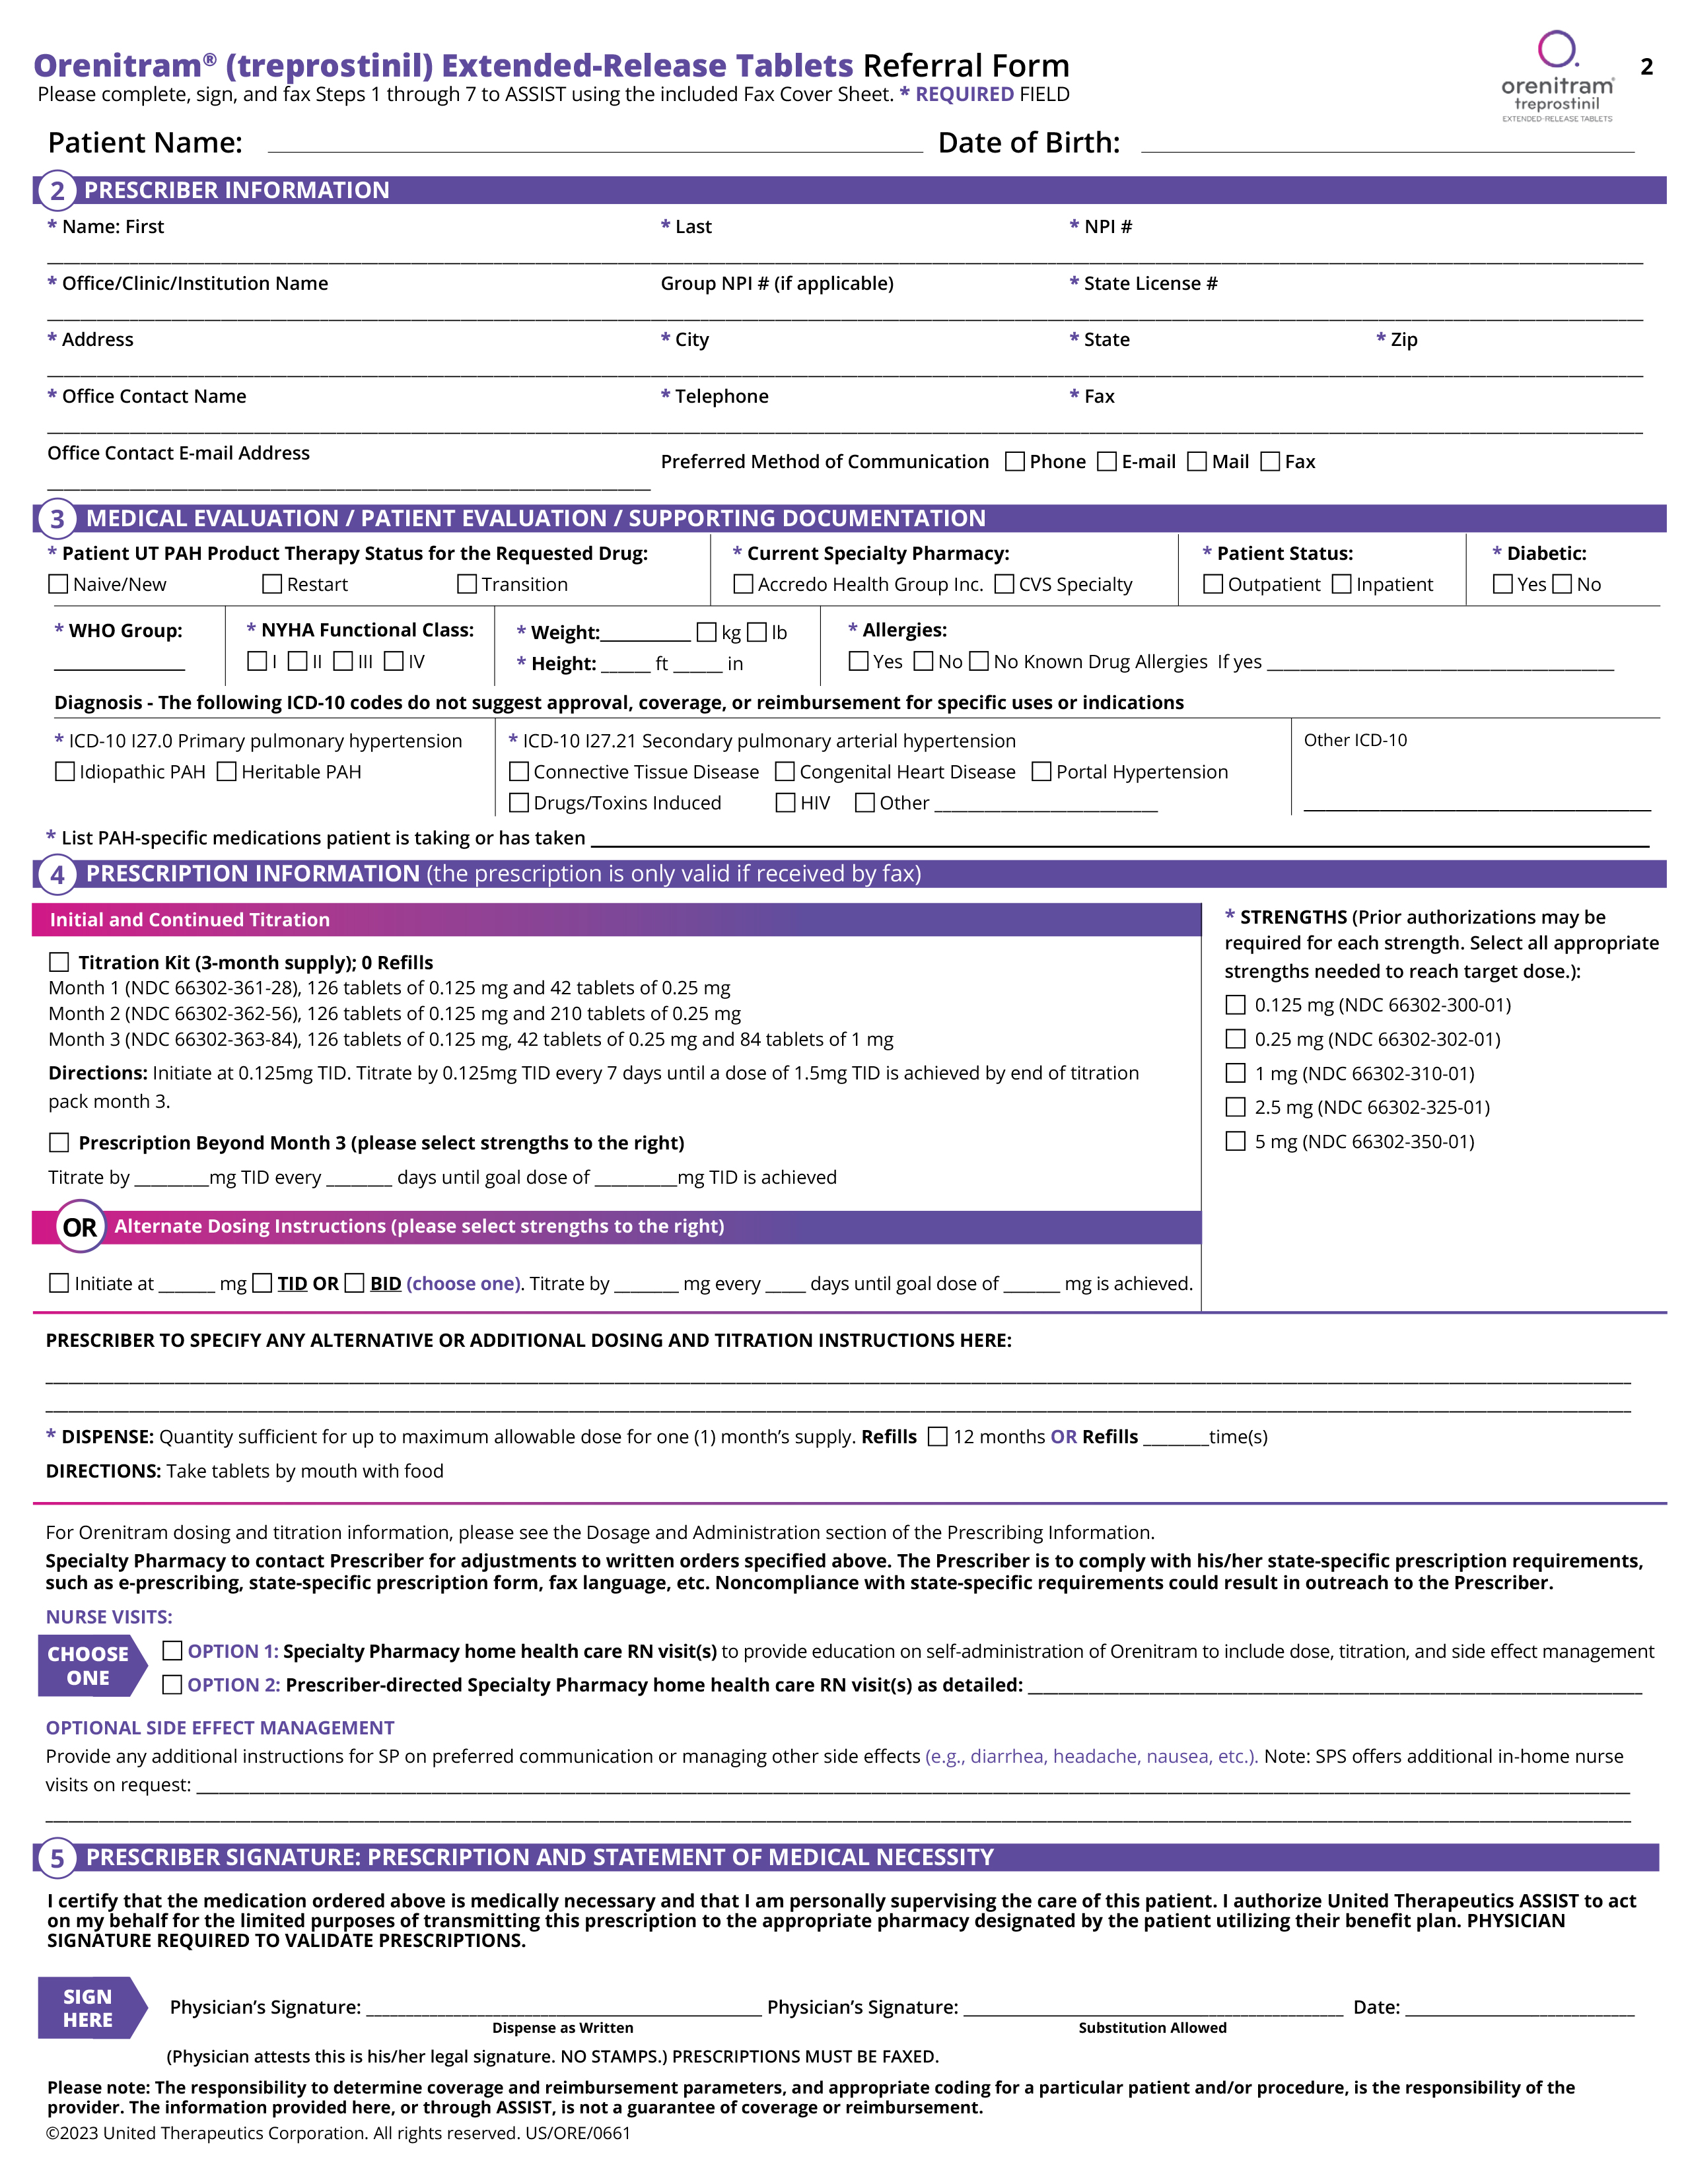 Orenitram® (treprostinil) Extended-Release Tablets Referral Form
Please complete, sign, and fax Steps 1 through 7 to ASSIST using the included Fax Cover Sheet. * REQUIRED FIELD
orenitram®
treprostinil
EXTENDED-RELEASE TABLETS
2
Patient Name: Date of Birth:
2 PRESCRIBER INFORMATION
* Name: First * Last * NPI #
* Office/Clinic/Institution Name Group NPI # (if applicable) * State License #
* Address * City * State * Zip
* Office Contact Name * Telephone * Fax
Office Contact E-mail Address Preferred Method of Communication Phone E-mail Mail Fax
3 MEDICAL EVALUATION / PATIENT EVALUATION / SUPPORTING DOCUMENTATION
* Patient UT PAH Product Therapy Status for the Requested Drug: * Current Specialty Pharmacy: * Patient Status: * Diabetic:
Naive/New Restart Transition Accredo Health Group Inc. CVS Specialty Outpatient Inpatient Yes No
* WHO Group: * NYHA Functional Class: * Weight: kg lb * Allergies:
I II III IV * Height: ft in Yes No No Known Drug Allergies If yes
Diagnosis - The following ICD-10 codes do not suggest approval, coverage, or reimbursement for specific uses or indications
* ICD-10 I27.0 Primary pulmonary hypertension * ICD-10 I27.21 Secondary pulmonary arterial hypertension Other ICD-10
Idiopathic PAH Heritable PAH Connective Tissue Disease Congenital Heart Disease Portal Hypertension
Drugs/Toxins Induced HIV Other
* List PAH-specific medications patient is taking or has taken
4 PRESCRIPTION INFORMATION (the prescription is only valid if received by fax)
Initial and Continued Titration
Titration Kit (3-month supply); 0 Refills
Month 1 (NDC 66302-361-28), 126 tablets of 0.125 mg and 42 tablets of 0.25 mg
Month 2 (NDC 66302-362-56), 126 tablets of 0.125 mg and 210 tablets of 0.25 mg
Month 3 (NDC 66302-363-84), 126 tablets of 0.125 mg, 42 tablets of 0.25 mg and 84 tablets of 1 mg
Directions: Initiate at 0.125mg TID. Titrate by 0.125mg TID every 7 days until a dose of 1.5mg TID is achieved by end of titration
pack month 3.
Prescription Beyond Month 3 (please select strengths to the right)
Titrate by mg TID every days until goal dose of mg TID is achieved
OR Alternate Dosing Instructions (please select strengths to the right)
Initiate at mg TID OR BID (choose one). Titrate by mg every days until goal dose of mg is achieved.
* STRENGTHS (Prior authorizations may be
required for each strength. Select all appropriate
strengths needed to reach target dose.):
0.125 mg (NDC 66302-300-01)
0.25 mg (NDC 66302-302-01)
1 mg (NDC 66302-310-01)
2.5 mg (NDC 66302-325-01)
5 mg (NDC 66302-350-01)
PRESCRIBER TO SPECIFY ANY ALTERNATIVE OR ADDITIONAL DOSING AND TITRATION INSTRUCTIONS HERE:
* DISPENSE: Quantity sufficient for up to maximum allowable dose for one (1) month's supply. Refills 12 months OR Refills time(s)
DIRECTIONS: Take tablets by mouth with food
For Orenitram dosing and titration information, please see the Dosage and Administration section of the Prescribing Information.
Specialty Pharmacy to contact Prescriber for adjustments to written orders specified above. The Prescriber is to comply with his/her state-specific prescription requirements,
such as e-prescribing, state-specific prescription form, fax language, etc. Noncompliance with state-specific requirements could result in outreach to the Prescriber.
NURSE VISITS:
CHOOSE
ONE
OPTION 1: Specialty Pharmacy home health care RN visit(s) to provide education on self-administration of Orenitram to include dose, titration, and side effect management
OPTION 2: Prescriber-directed Specialty Pharmacy home health care RN visit(s) as detailed:
OPTIONAL SIDE EFFECT MANAGEMENT
Provide any additional instructions for SP on preferred communication or managing other side effects (e.g., diarrhea, headache, nausea, etc.). Note: SPS offers additional in-home nurse
visits on request:
5 PRESCRIBER SIGNATURE: PRESCRIPTION AND STATEMENT OF MEDICAL NECESSITY
I certify that the medication ordered above is medically necessary and that I am personally supervising the care of this patient. I authorize United Therapeutics ASSIST to act
on my behalf for the limited purposes of transmitting this prescription to the appropriate pharmacy designated by the patient utilizing their benefit plan. PHYSICIAN
SIGNATURE REQUIRED TO VALIDATE PRESCRIPTIONS.
SIGN
HERE
Physician's Signature: Physician's Signature: Date:
Dispense as Written Substitution Allowed
(Physician attests this is his/her legal signature. NO STAMPS.) PRESCRIPTIONS MUST BE FAXED.
Please note: The responsibility to determine coverage and reimbursement parameters, and appropriate coding for a particular patient and/or procedure, is the responsibility of the
provider. The information provided here, or through ASSIST, is not a guarantee of coverage or reimbursement.
©2023 United Therapeutics Corporation. All rights reserved. US/ORE/0661